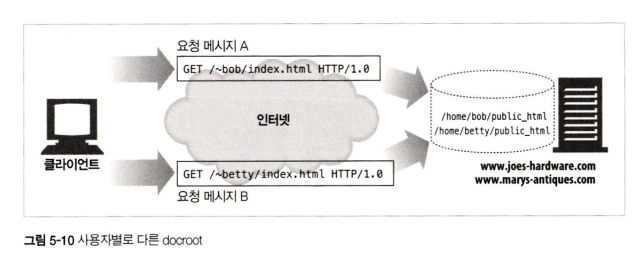 요청 메시지 A
GET /~bob/index.html HTTP/1.0
인터넷
클라이언트
/home/bob/public_html
/home/betty/public_html
GET /~betty/index.html HTTP/1.0
요청 메시지 B
www.joes-hardware.com
www.marys-antiques.com
그림 5-10 사용자별로 다른 docroot